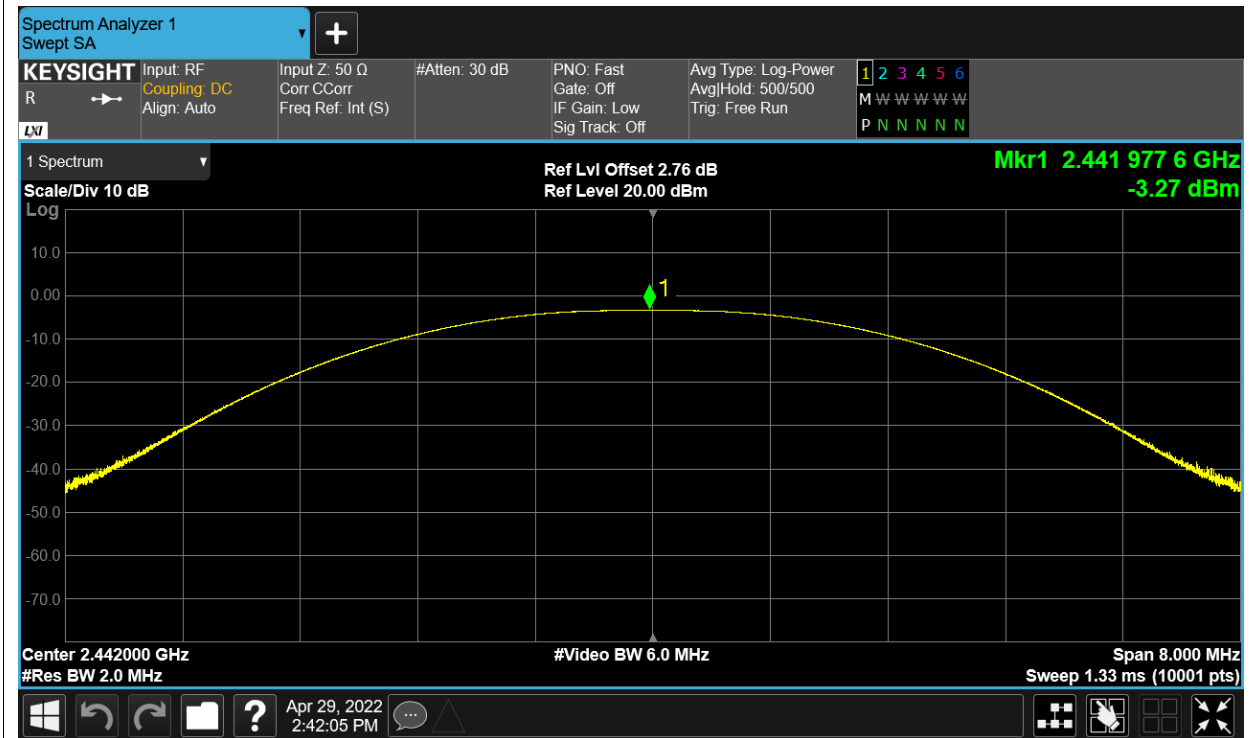 Spectrum Analyzer 1
Swept SA
KEYSIGHT
R
LXI
Input: RF
Coupling: DC
Align: Auto
Input Z: 50 Ω
Corr CCorr
Freq Ref: Int (S)
#Atten: 30 dB
PNO: Fast
Gate: Off
IF Gain: Low
Sig Track: Off
Avg Type: Log-Power
Avg|Hold: 500/500
Trig: Free Run
1 2 3 4 5 6
M W W W W W
P N N N N N
1 Spectrum
Scale/Div 10 dB
Log
Ref Lvl Offset 2.76 dB
Ref Level 20.00 dBm
Mkr1 2.441 977 6 GHz
-3.27 dBm
10.0
0.00
-10.0
-20.0
-30.0
-40.0
-50.0
-60.0
-70.0
1
Center 2.442000 GHz
#Res BW 2.0 MHz
#Video BW 6.0 MHz
Span 8.000 MHz
Sweep 1.33 ms (10001 pts)
?
Apr 29, 2022
2:42:05 PM